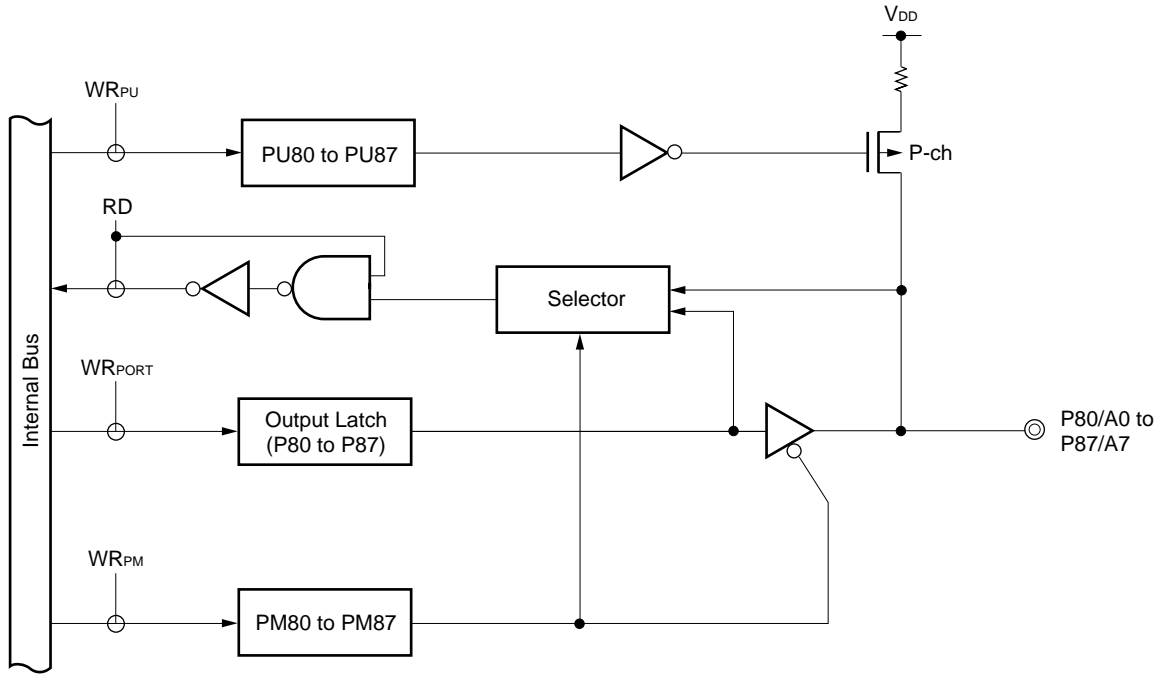 VDD
WRPU
PU80 to PU87
P-ch
RD
Selector
Internal Bus
WRPORT
Output Latch
(P80 to P87)
P80/A0 to
P87/A7
WRPM
PM80 to PM87